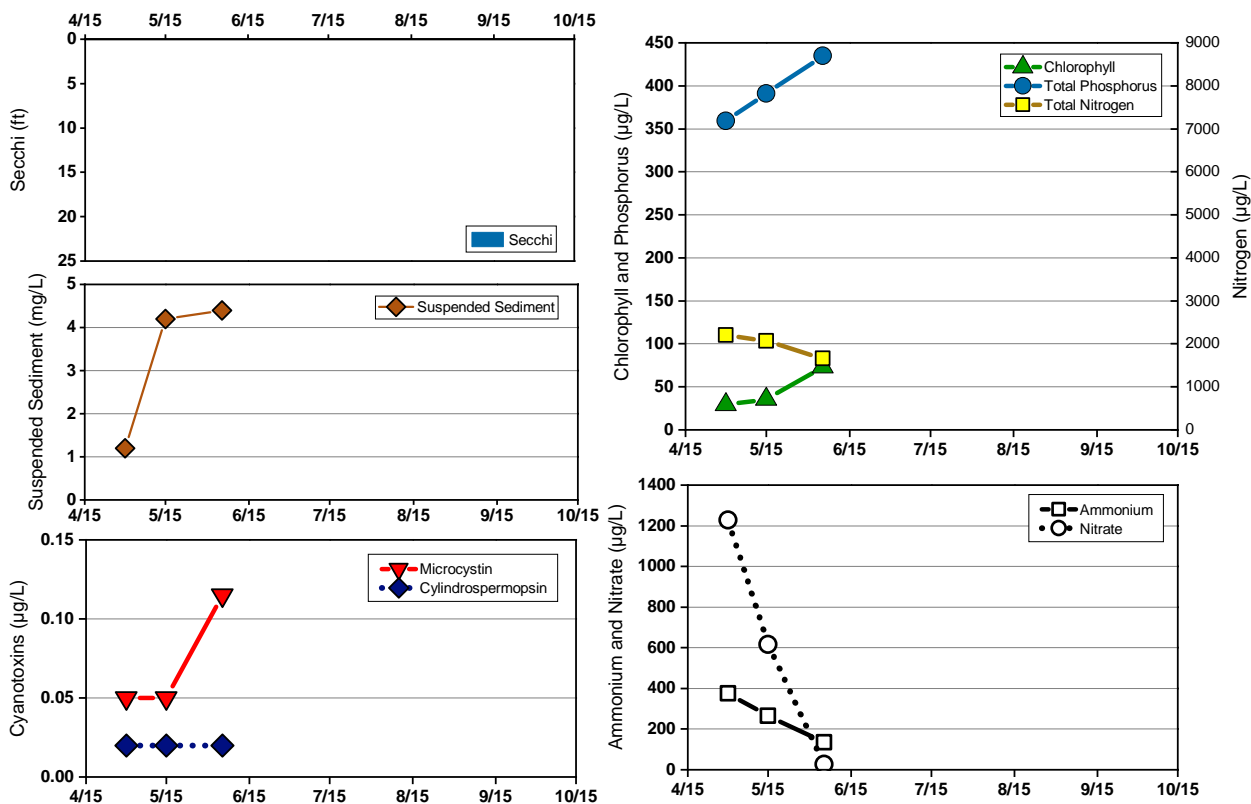 4/15 5/15 6/15 7/15 8/15 9/15 10/15
0
5
10
15
20
25
Secchi (ft)
Secchi
5
4
3
2
1
0
Suspended Sediment (mg/L)
Suspended Sediment
4/15 5/15 6/15 7/15 8/15 9/15 10/15
0.15
0.10
0.05
0.00
Cyanotoxins (µg/L)
Microcystin
Cylindrospermopsin
4/15 5/15 6/15 7/15 8/15 9/15 10/15
450
400
350
300
250
200
150
100
50
0
Chlorophyll and Phosphorus (µg/L)
Chlorophyll
Total Phosphorus
Total Nitrogen
9000
8000
7000
6000
5000
4000
3000
2000
1000
0
Nitrogen (µg/L)
4/15 5/15 6/15 7/15 8/15 9/15 10/15
1400
1200
1000
800
600
400
200
0
Ammonium and Nitrate (µg/L)
Ammonium
Nitrate
4/15 5/15 6/15 7/15 8/15 9/15 10/15